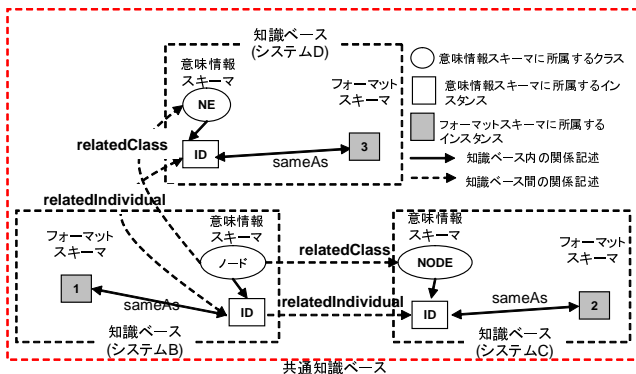 知識ベース
(システムD)
意味情報
スキーマ
フォーマット
スキーマ
NE
ID
3
sameAs
意味情報スキーマに所属するクラス
意味情報スキーマに所属するイン
スタンス
フォーマットスキーマに所属する
インスタンス
知識ベース内の関係記述
知識ベース間の関係記述
relatedClass
relatedIndividual
フォーマット
スキーマ
意味情報
スキーマ
1
ノード
sameAs
ID
知識ベース
(システムB)
relatedClass
relatedIndividual
意味情報
スキーマ
フォーマット
スキーマ
NODE
ID
sameAs
2
知識ベース
(システムC)
共通知識ベース